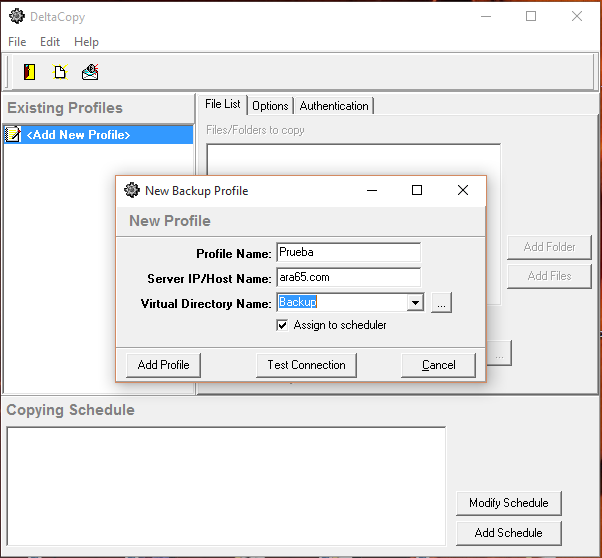 DeltaCopy
File Edit Help
Existing Profiles
<Add New Profile>
File List Options Authentication
Files/Folders to copy
Add Folder
Add Files
...
New Backup Profile
New Profile
Profile Name: Prueba
Server IP/Host Name: ara65.com
Virtual Directory Name: Backup ...
Assign to scheduler
Add Profile Test Connection Cancel
Copying Schedule
Modify Schedule
Add Schedule